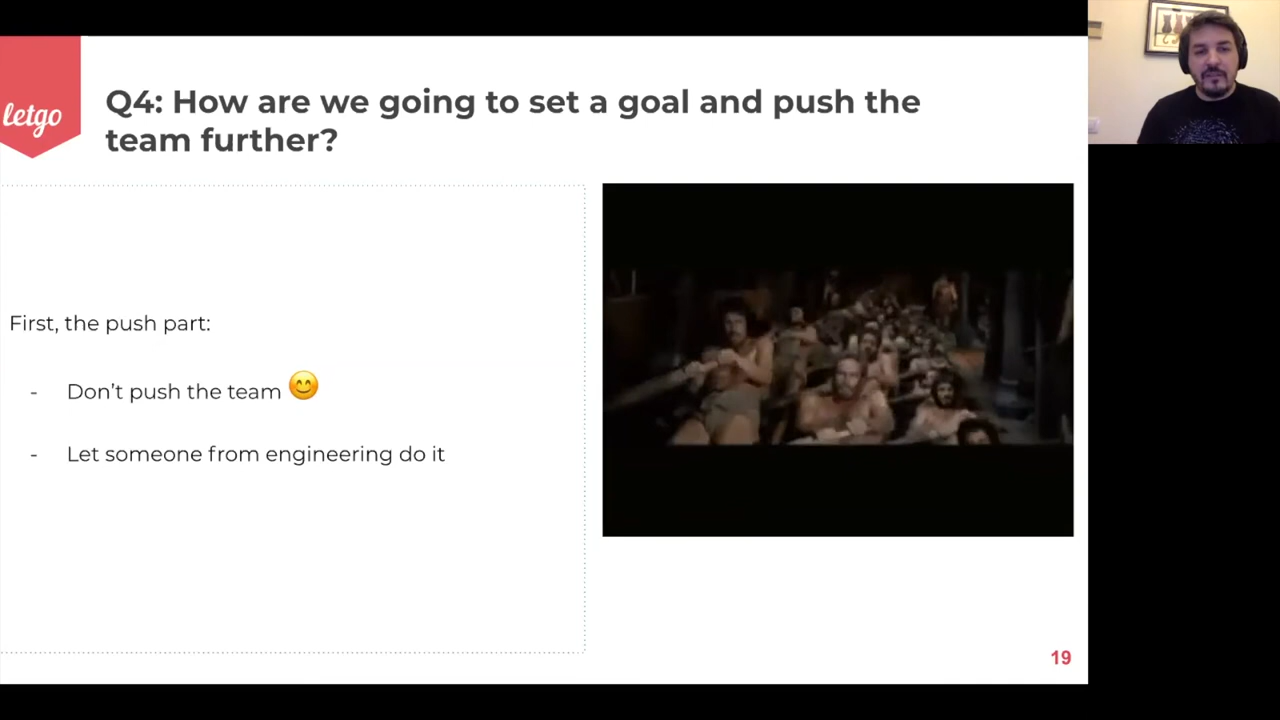 letgo
Q4: How are we going to set a goal and push the
team further?
First, the push part:
- Don’t push the team 😊
- Let someone from engineering do it
19